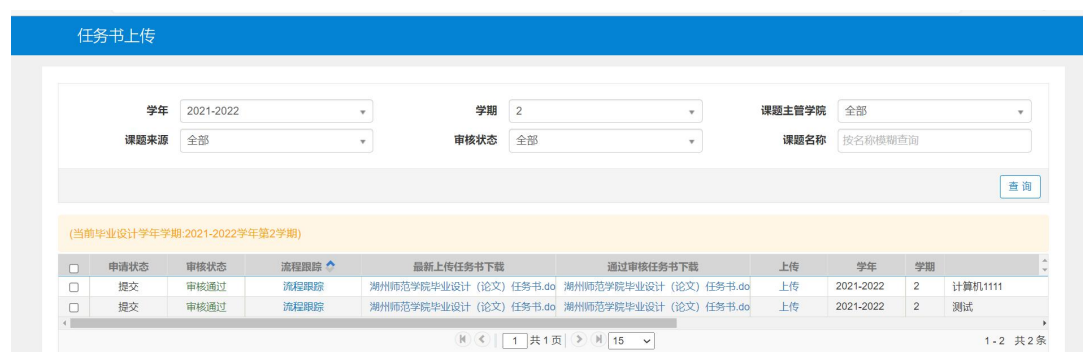 任务书上传
学年 2021-2022 学期 2 课题主管学院 全部
课题来源 全部 审核状态 全部 课题名称 按名称模糊查询
查 询
(当前毕业设计学年学期:2021-2022学年第2学期)
申请状态 审核状态 流程跟踪 最新上传任务书下载 通过审核任务书下载 上传 学年 学期
提交 审核通过 流程跟踪 湖州师范学院毕业设计（论文）任务书.do 湖州师范学院毕业设计（论文）任务书.do 上传 2021-2022 2 计算机1111
提交 审核通过 流程跟踪 湖州师范学院毕业设计（论文）任务书.do 湖州师范学院毕业设计（论文）任务书.do 上传 2021-2022 2 测试
1 共1页 15 1 - 2 共2条